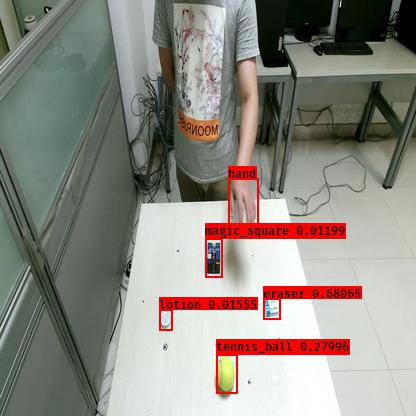 MOONRISE
hand
magic_square 0.01199
eraser 0.68065
lotion 0.01555
tennis_ball 0.27996